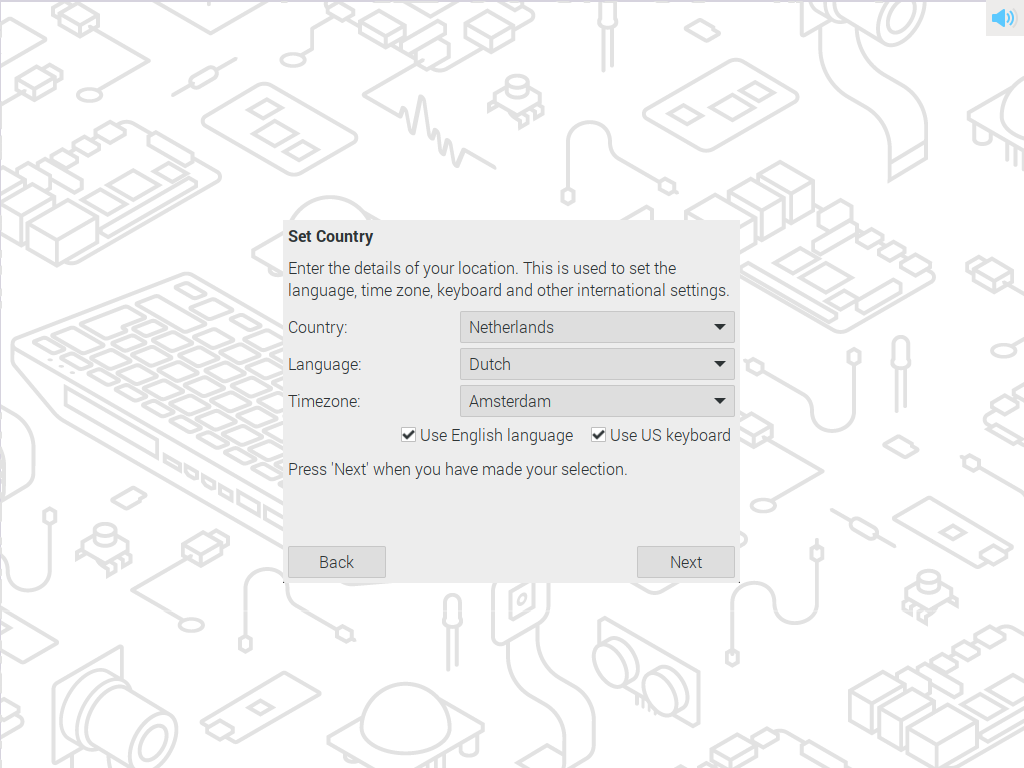 Set Country
Enter the details of your location. This is used to set the
language, time zone, keyboard and other international settings.
Country: Netherlands
Language: Dutch
Timezone: Amsterdam
Use English language Use US keyboard
Press 'Next' when you have made your selection.
Back Next